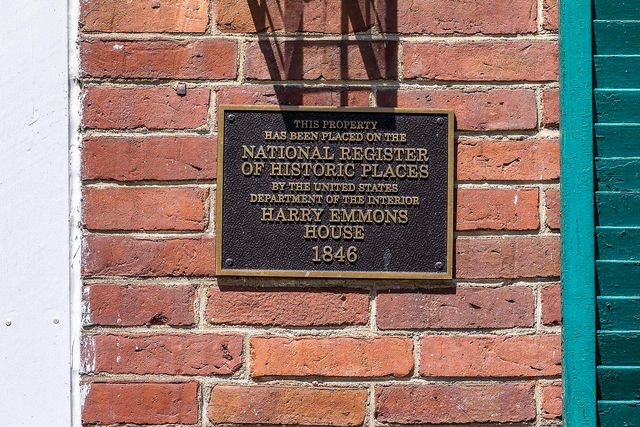 THIS PROPERTY
HAS BEEN PLACED ON THE
NATIONAL REGISTER
OF HISTORIC PLACES
BY THE UNITED STATES
DEPARTMENT OF THE INTERIOR
HARRY EMMONS
HOUSE
1846